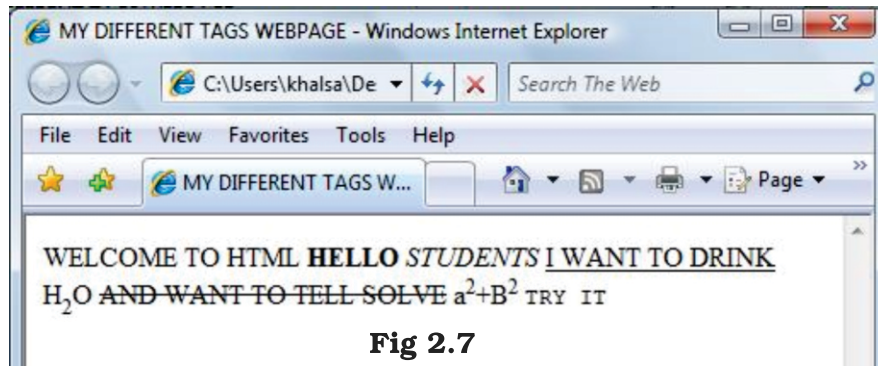 MY DIFFERENT TAGS WEBPAGE - Windows Internet Explorer
C:\Users\khalsa\De
Search The Web
File Edit View Favorites Tools Help
MY DIFFERENT TAGS W... Page »
WELCOME TO HTML HELLO STUDENTS I WANT TO DRINK
H₂O AND WANT TO TELL SOLVE a²+B² TRY IT
Fig 2.7